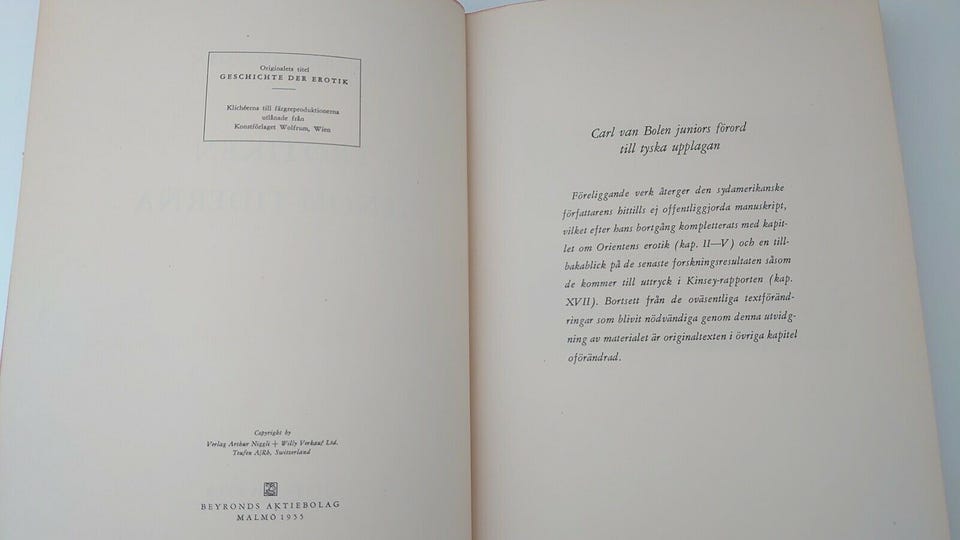 Originalets titel
GESCHICHTE DER EROTIK
Klichéerna till färgreproduktionerna
utlånade från
Konstförlaget Wolfrum, Wien
Copyright by
Verlag Arthur Niggli + Willy Verkauf Ltd.
Teufen A/Rh, Switzerland
BEYRONDS AKTIEBOLAG
MALMÖ 1955
Carl van Bolen juniors förord
till tyska upplagan
Föreliggande verk återger den sydamerikanske
författarens hittills ej offentliggjorda manuskript,
vilket efter hans bortgång kompletterats med kapit-
let om Orientens erotik (kap. II—V) och en till-
bakablick på de senaste forskningsresultaten såsom
de kommer till uttryck i Kinsey-rapporten (kap.
XVII). Bortsett från de oväsentliga textföränd-
ringar som blivit nödvändiga genom denna utvidg-
ning av materialet är originaltexten i övriga kapitel
oförändrad.